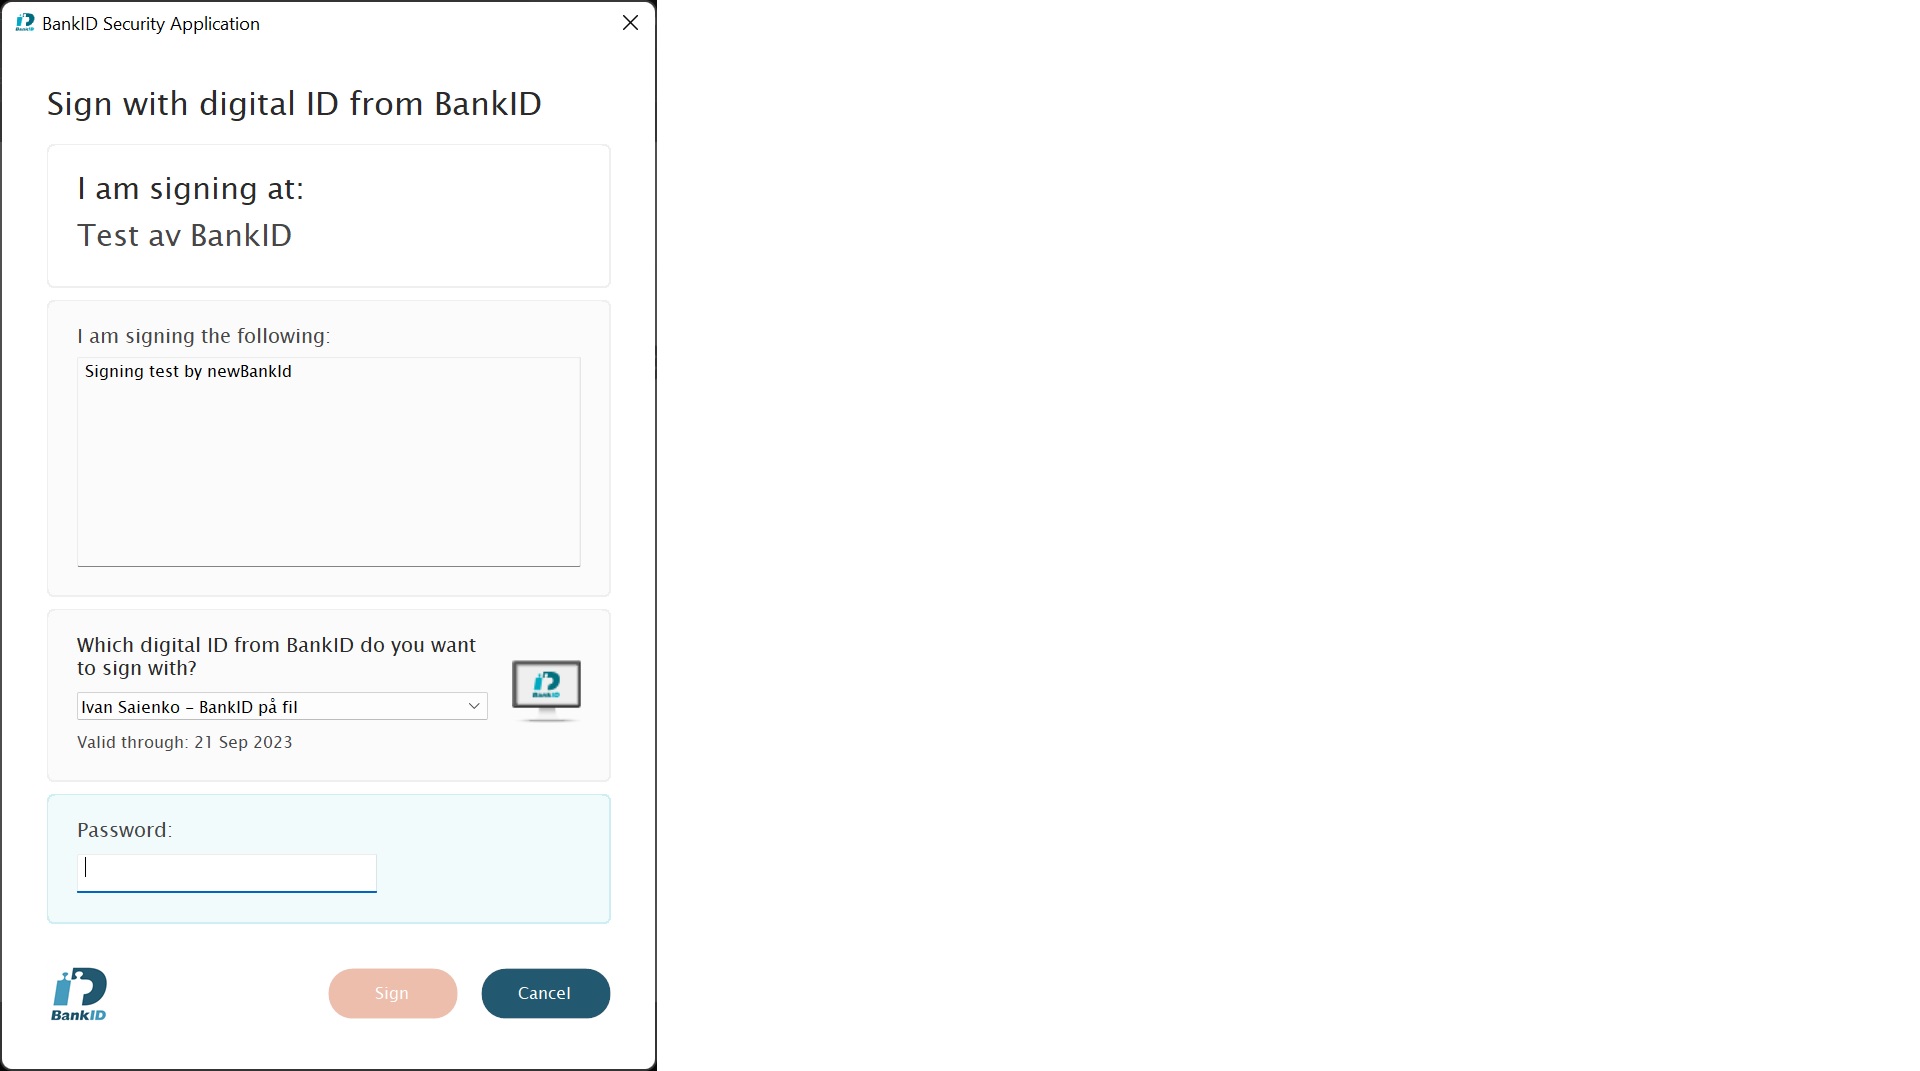 BankID Security Application
Sign with digital ID from BankID
I am signing at:
Test av BankID
I am signing the following:
Signing test by newBankId
Which digital ID from BankID do you want
to sign with?
BankID
Ivan Saienko – BankID på fil
Valid through: 21 Sep 2023
Password:
BankID
Sign
Cancel